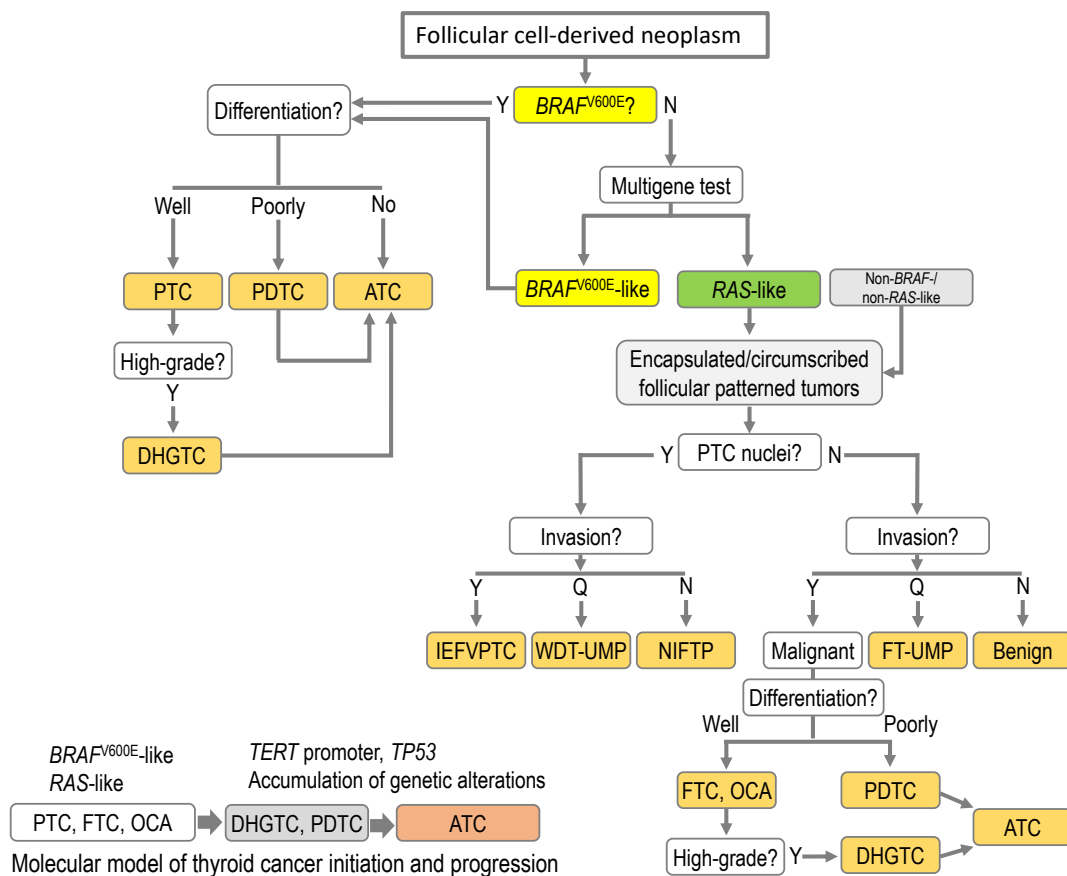 Follicular cell-derived neoplasm
Differentiation?
Y
BRAFV600E?
N
Multigene test
Well
Poorly
No
PTC
PDTC
ATC
BRAFV600E-like
RAS-like
Non-BRAF-/
non-RAS-like
High-grade?
Y
DHGTC
Encapsulated/circumscribed
follicular patterned tumors
Y
PTC nuclei?
N
Invasion?
Invasion?
Y
Q
N
Y
Q
N
IEFVPTC
WDT-UMP
NIFTP
Malignant
FT-UMP
Benign
Differentiation?
Well
Poorly
FTC, OCA
PDTC
ATC
High-grade?
Y
DHGTC
BRAFV600E-like
RAS-like
TERT promoter, TP53
Accumulation of genetic alterations
PTC, FTC, OCA
DHGTC, PDTC
ATC
Molecular model of thyroid cancer initiation and progression